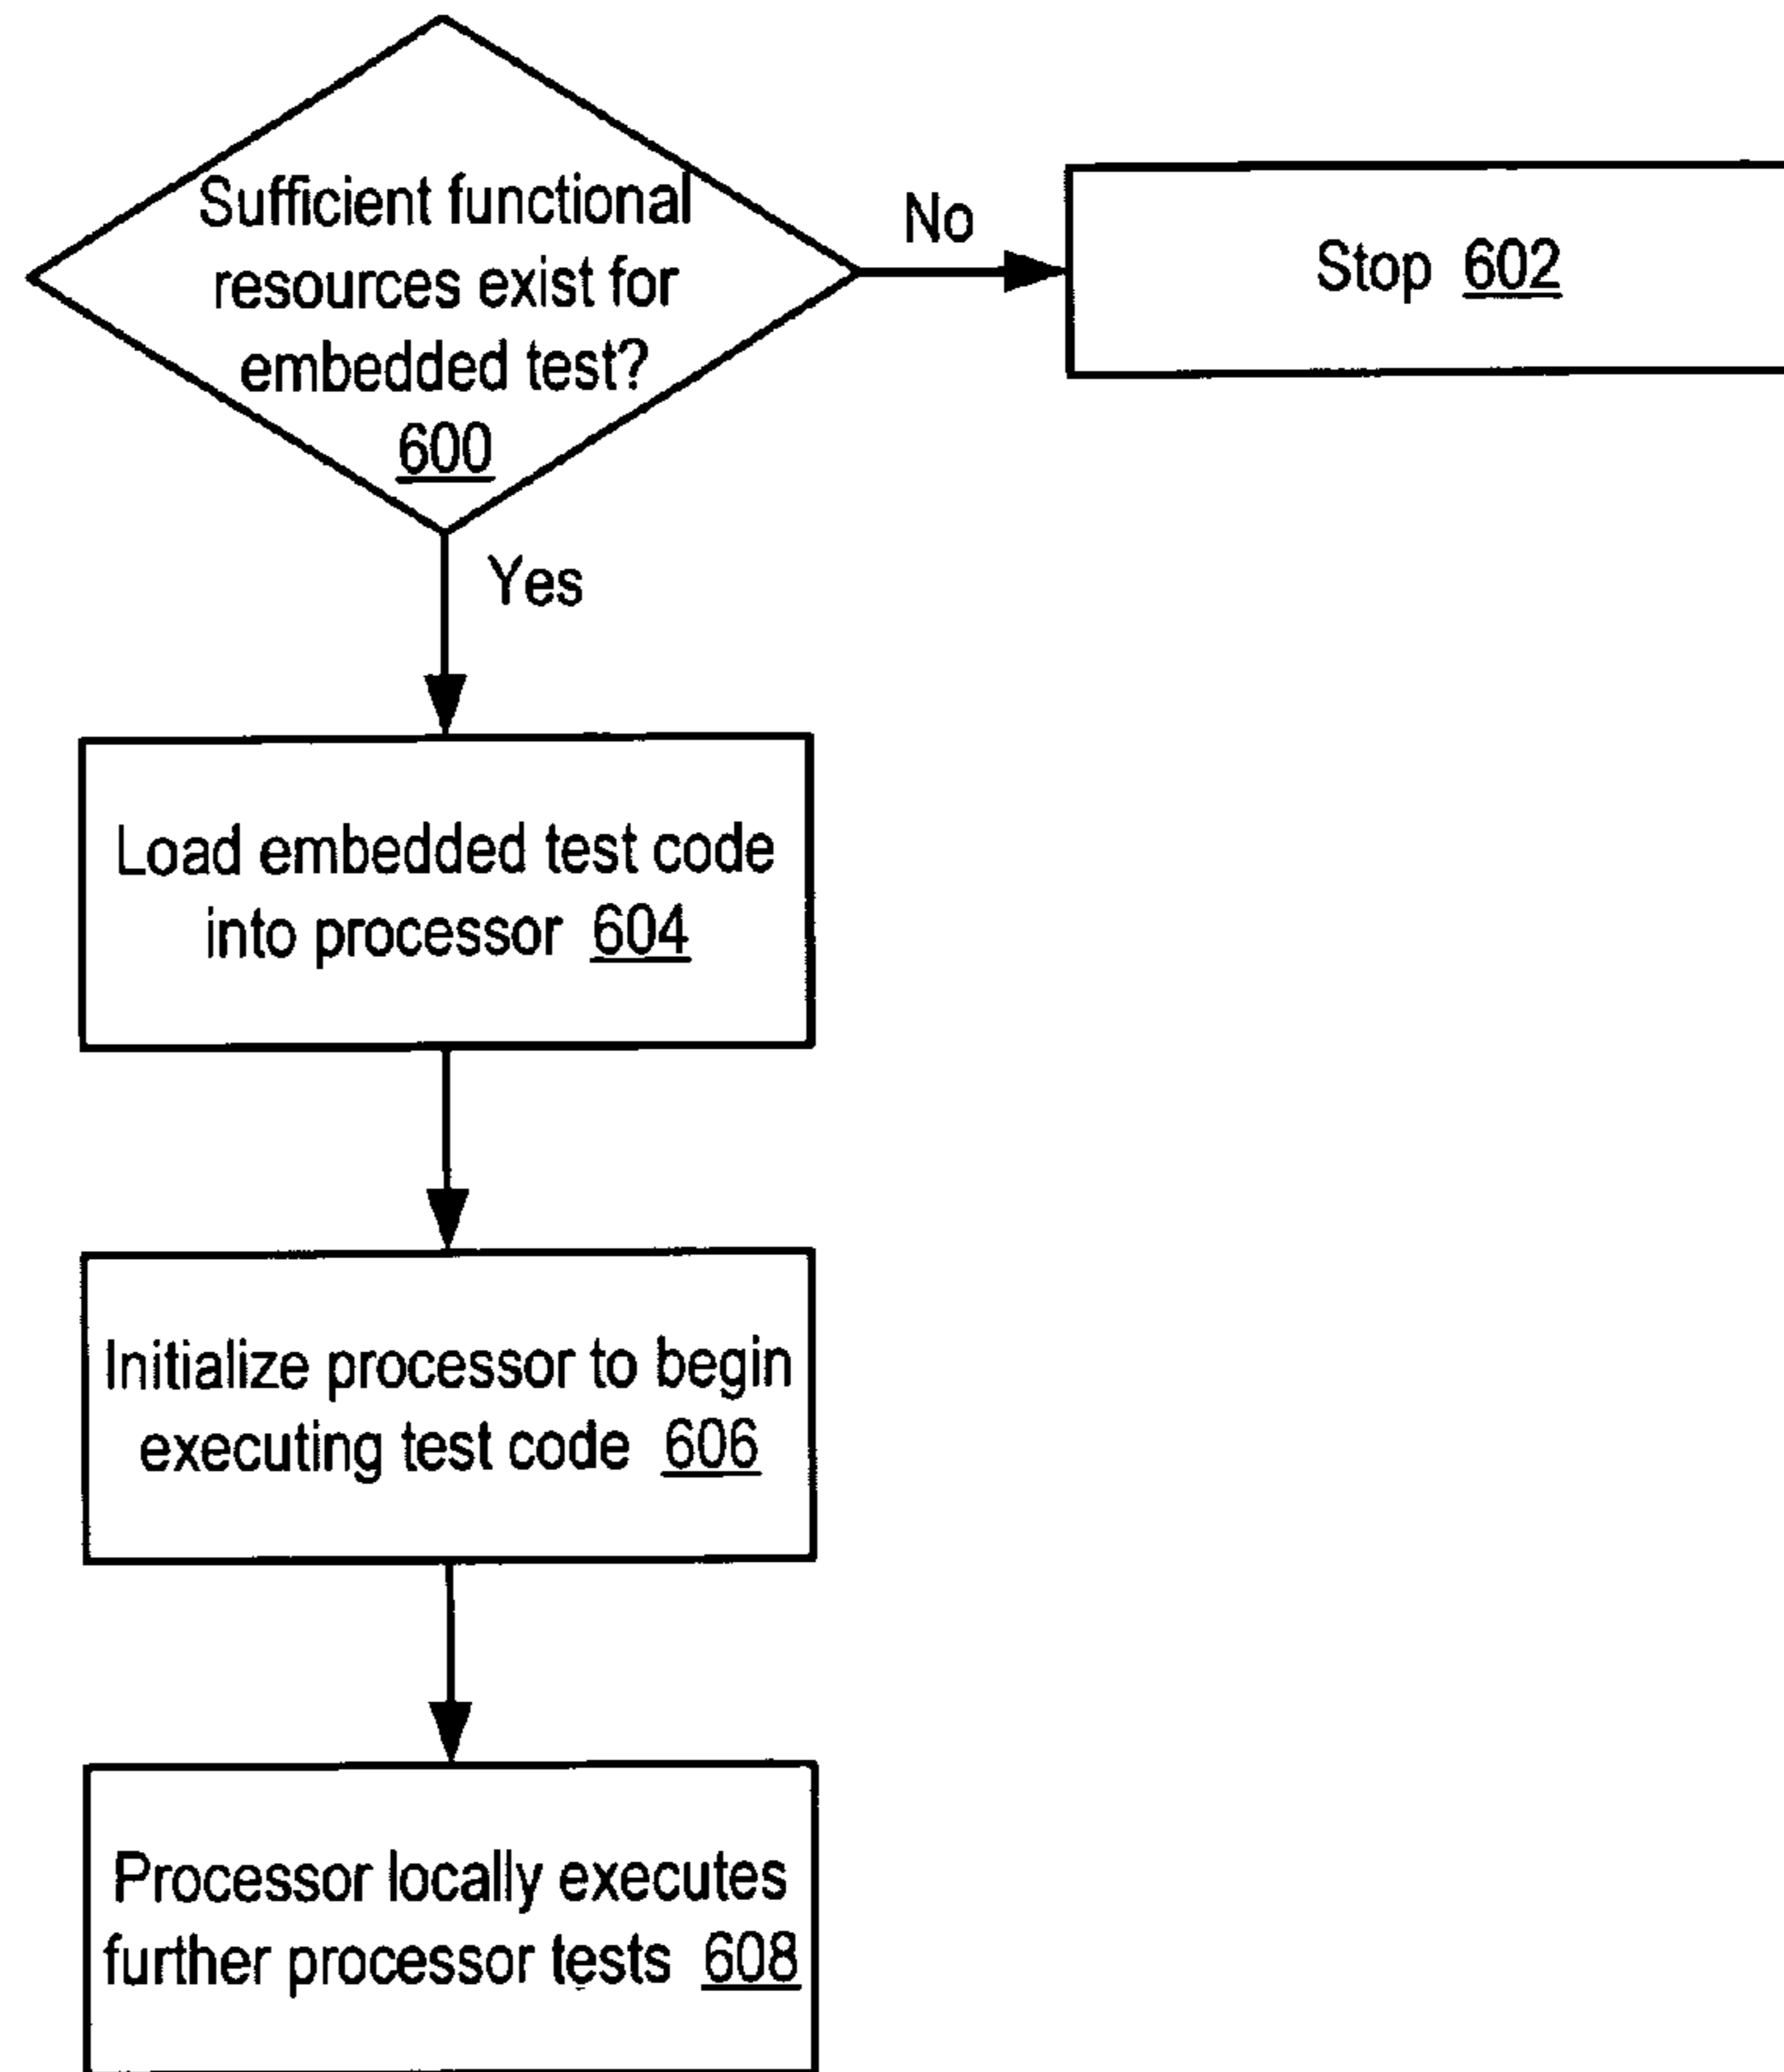 Sufficient functional
resources exist for
embedded test?
600
No
Stop 602
Yes
Load embedded test code
into processor 604
Initialize processor to begin
executing test code 606
Processor locally executes
further processor tests 608